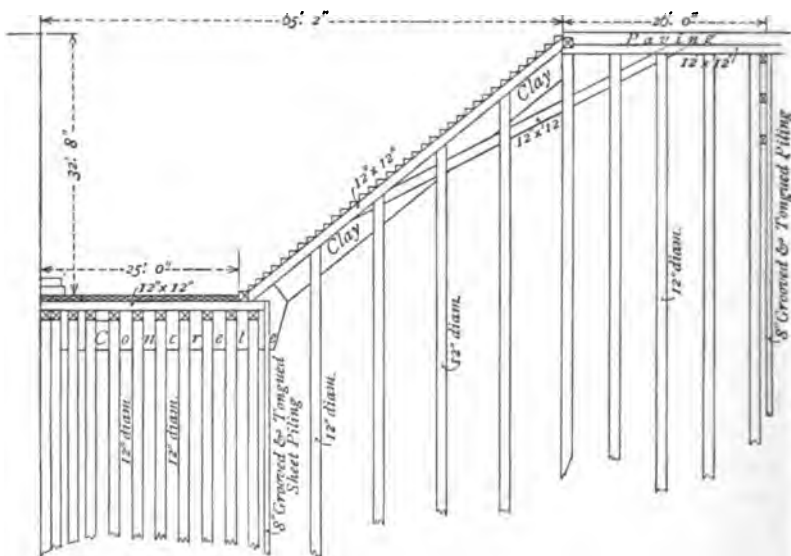 65'. 2"
20'. 0"
Paving
12 x 12"
Clay
12 x 12
32'. 8"
12" x 12"
Clay
25'. 0"
12" x 12"
Concrete
12" diam.
12" diam.
8" Grooved & Tongued
Sheet Piling
12" diam.
12" diam.
12" diam.
8" Grooved & Tongued Piling